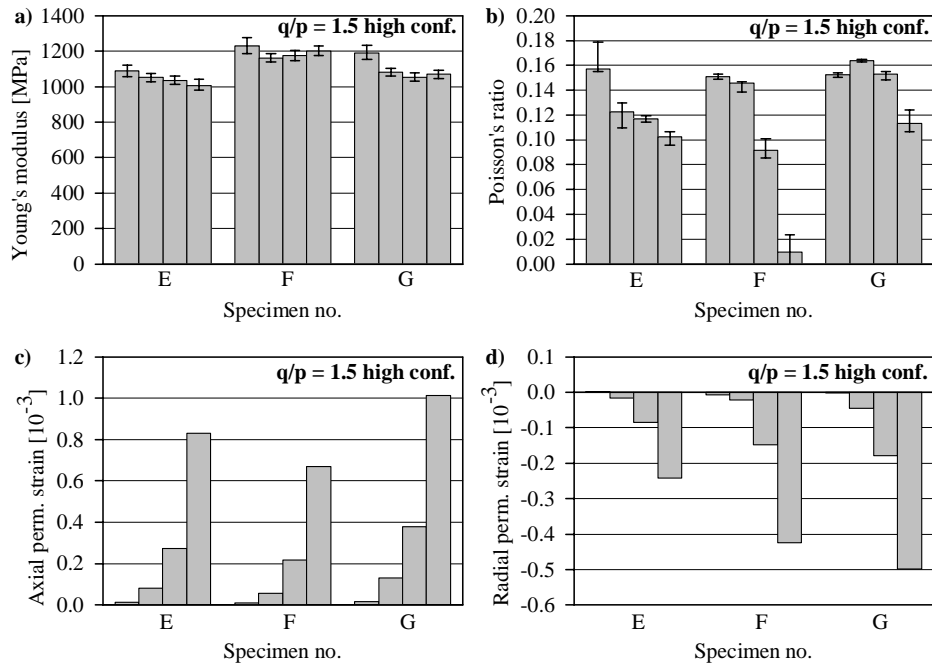 a)
q/p = 1.5 high conf.
Young's modulus [MPa]
1400
1200
1000
800
600
400
200
0
E F G
Specimen no.
b)
q/p = 1.5 high conf.
Poisson's ratio
0.20
0.18
0.16
0.14
0.12
0.10
0.08
0.06
0.04
0.02
0.00
E F G
Specimen no.
c)
q/p = 1.5 high conf.
Axial perm. strain [10^-3]
1.2
1.0
0.8
0.6
0.4
0.2
0.0
E F G
Specimen no.
d)
q/p = 1.5 high conf.
Radial perm. strain [10^-3]
0.1
0.0
-0.1
-0.2
-0.3
-0.4
-0.5
-0.6
E F G
Specimen no.